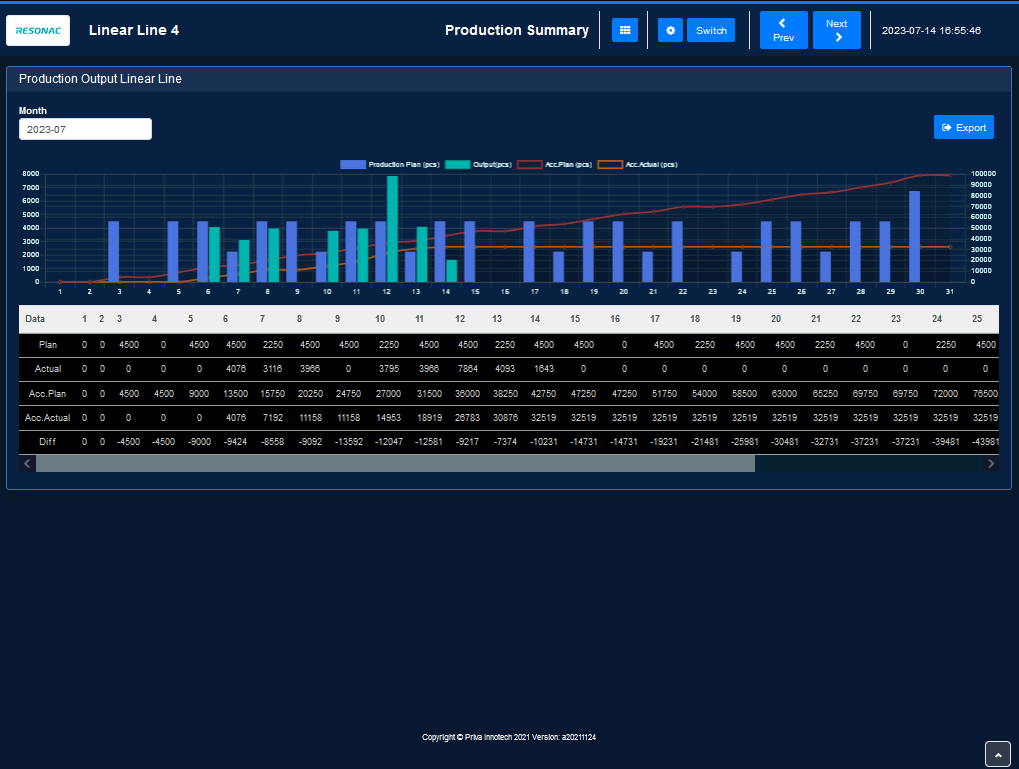 RESONAC
Linear Line 4
Production Summary
Switch
Prev
Next
2023-07-14 16:55:46
Production Output Linear Line
Month
2023-07
Export
Production Plan (pcs) Output(pcs) Acc.Plan (pcs) Acc.Actual (pcs)
8000
7000
6000
5000
4000
3000
2000
1000
0
100000
90000
80000
70000
60000
50000
40000
30000
20000
10000
0
1 2 3 4 5 6 7 8 9 10 11 12 13 14 15 16 17 18 19 20 21 22 23 24 25 26 27 28 29 30 31
Data 1 2 3 4 5 6 7 8 9 10 11 12 13 14 15 16 17 18 19 20 21 22 23 24 25
Plan 0 0 4500 0 4500 4500 2250 4500 4500 2250 4500 4500 2250 4500 4500 0 4500 2250 4500 4500 2250 4500 0 2250 4500
Actual 0 0 0 0 0 4076 3116 3966 0 3795 3966 7864 4093 1643 0 0 0 0 0 0 0 0 0 0 0
Acc.Plan 0 0 4500 4500 9000 13500 15750 20250 24750 27000 31500 36000 38250 42750 47250 47250 51750 54000 58500 63000 65250 69750 69750 72000 76500
Acc.Actual 0 0 0 0 0 4076 7192 11158 11158 14953 18919 26783 30876 32519 32519 32519 32519 32519 32519 32519 32519 32519 32519 32519 32519
Diff 0 0 -4500 -4500 -9000 -9424 -8558 -9092 -13592 -12047 -12581 -9217 -7374 -10231 -14731 -14731 -19231 -21481 -25981 -30481 -32731 -37231 -37231 -39481 -43981
Copyright © Priva Innotech 2021 Version: a20211124